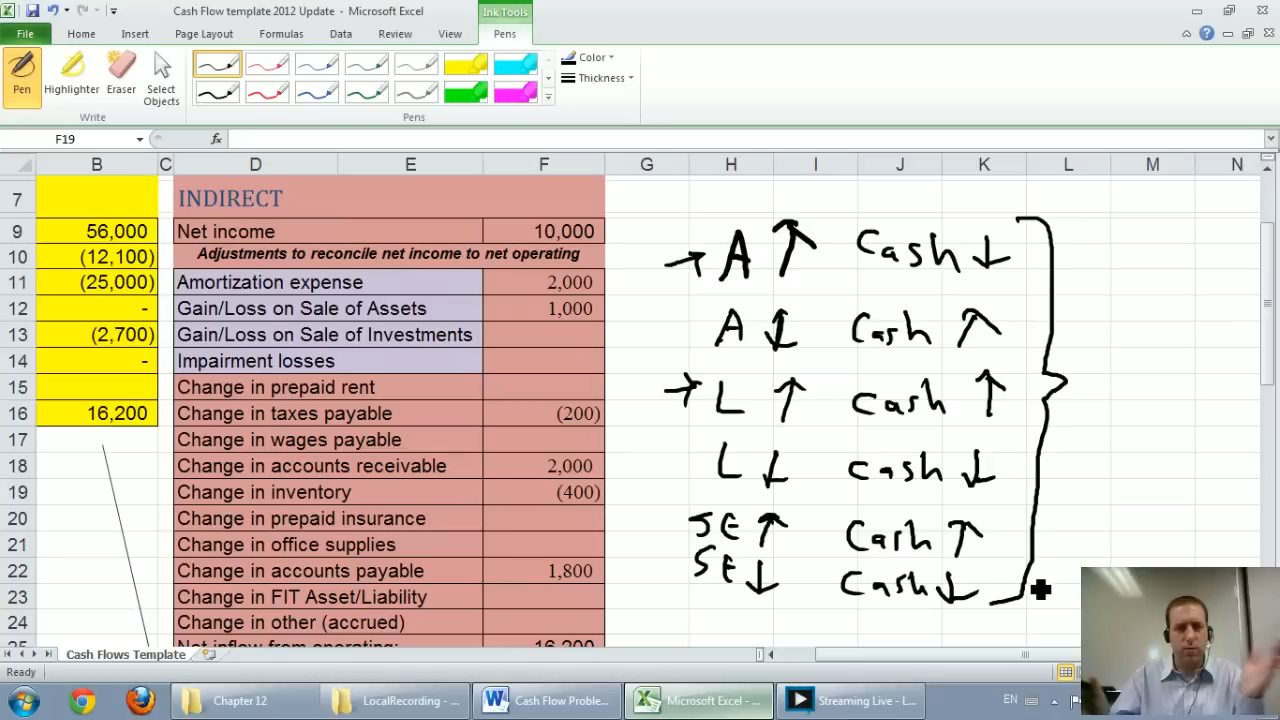 Cash Flow template 2012 Update - Microsoft Excel
Ink Tools
File Home Insert Page Layout Formulas Data Review View Pens
Pen Highlighter Eraser Select Objects
Color
Thickness
Write Pens
F19 fx
B C D E F G H I J K L M N
7 INDIRECT
9 56,000 Net income 10,000
10 (12,100) Adjustments to reconcile net income to net operating
11 (25,000) Amortization expense 2,000
12 - Gain/Loss on Sale of Assets 1,000
13 (2,700) Gain/Loss on Sale of Investments
14 - Impairment losses
15 Change in prepaid rent
16 16,200 Change in taxes payable (200)
17 Change in wages payable
18 Change in accounts receivable 2,000
19 Change in inventory (400)
20 Change in prepaid insurance
21 Change in office supplies
22 Change in accounts payable 1,800
23 Change in FIT Asset/Liability
24 Change in other (accrued)
25 Net inflow from operating: 16,200
→ A ↑ Cash ↓
A ↓ Cash ↑
→ L ↑ Cash ↑
L ↓ Cash ↓
SE ↑ Cash ↑
SE ↓ Cash ↓
Cash Flows Template
Ready
Chapter 12 LocalRecording - ... Cash Flow Proble... Microsoft Excel - ... Streaming Live - J... EN